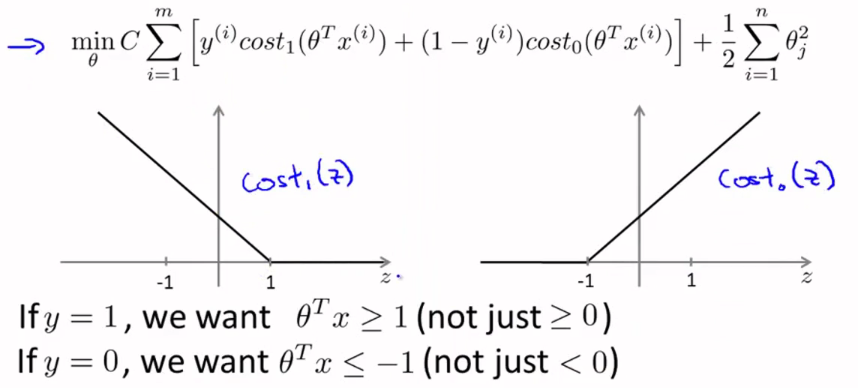 → min_θ C ∑_{i=1}^{m} [y^{(i)} cost_1(θ^T x^{(i)}) + (1 − y^{(i)}) cost_0(θ^T x^{(i)})] + 1/2 ∑_{i=1}^{n} θ_j^2
cost_1(z)
-1 1 z
cost_0(z)
-1 1 z
If y = 1, we want θ^T x ≥ 1 (not just ≥ 0)
If y = 0, we want θ^T x ≤ −1 (not just < 0)